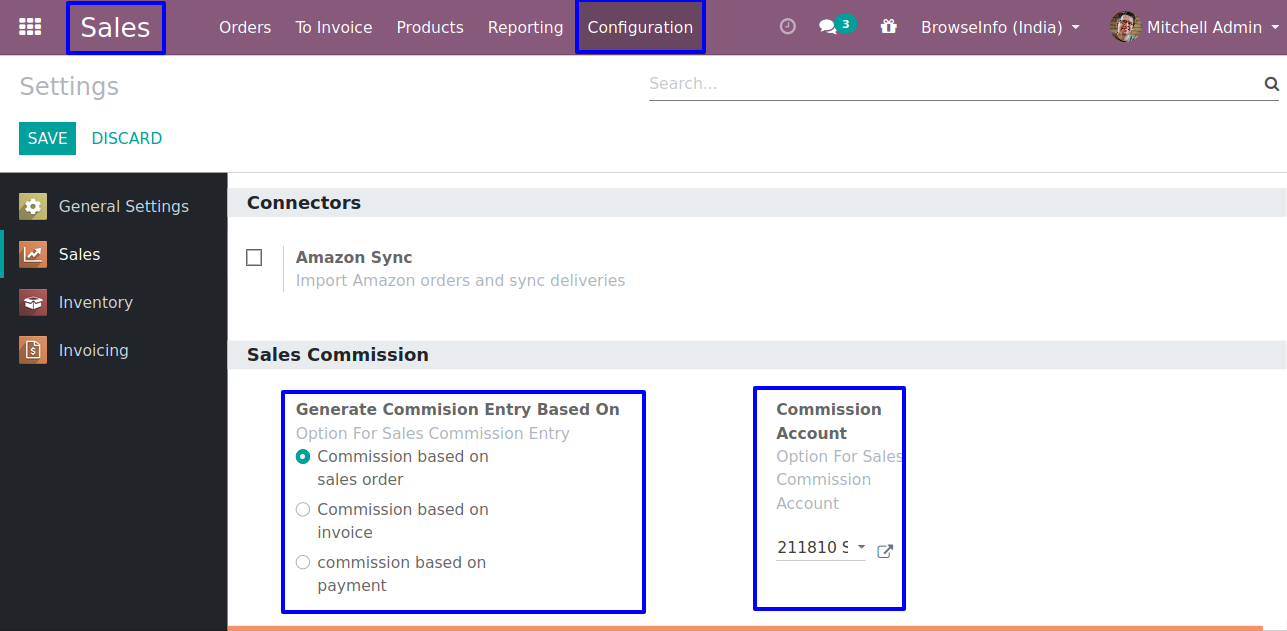 Sales Orders To Invoice Products Reporting Configuration 3 BrowseInfo (India) Mitchell Admin
Settings
Search...
SAVE DISCARD
General Settings
Sales
Inventory
Invoicing
Connectors
Amazon Sync
Import Amazon orders and sync deliveries
Sales Commission
Generate Commision Entry Based On
Option For Sales Commission Entry
Commission based on
sales order
Commission based on
invoice
commission based on
payment
Commission
Account
Option For Sales
Commission
Account
211810 S